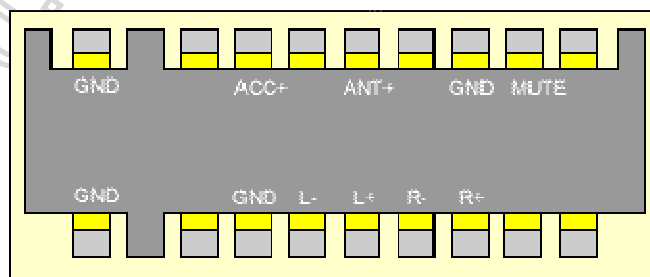 GND ACC+ ANT+ GND MUTE
GND GND L- L+ R- R+